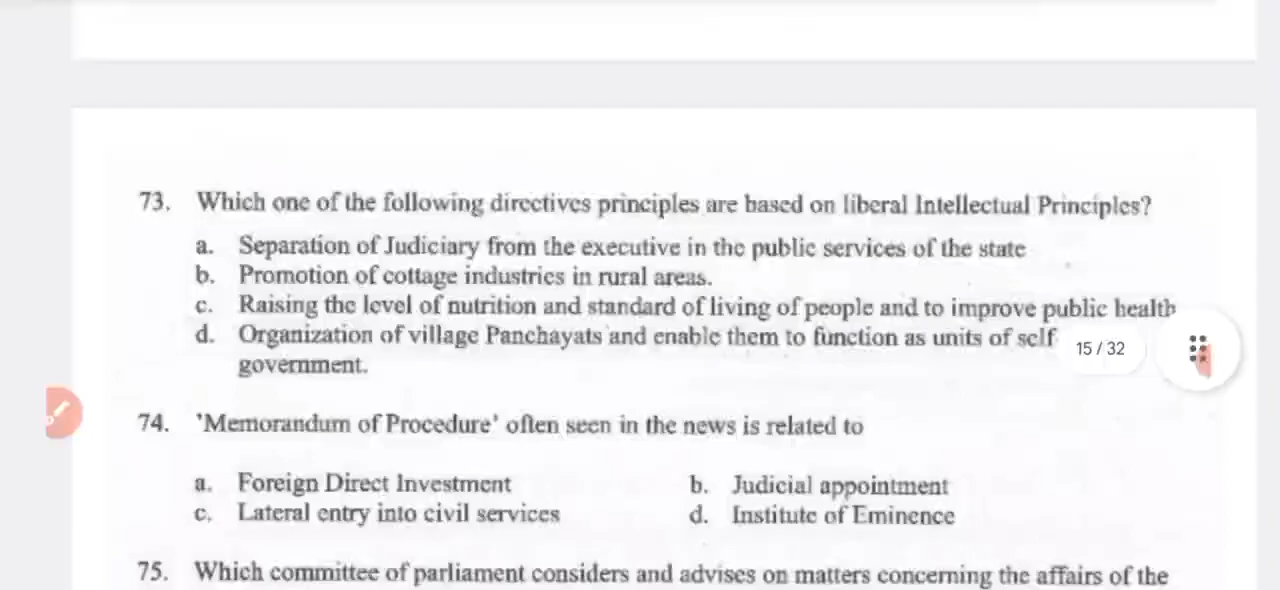 73. Which one of the following directives principles are based on liberal Intellectual Principles?
a. Separation of Judiciary from the executive in the public services of the state
b. Promotion of cottage industries in rural areas.
c. Raising the level of nutrition and standard of living of people and to improve public health
d. Organization of village Panchayats and enable them to function as units of self
government.
15 / 32
74. 'Memorandum of Procedure' often seen in the news is related to
a. Foreign Direct Investment b. Judicial appointment
c. Lateral entry into civil services d. Institute of Eminence
75. Which committee of parliament considers and advises on matters concerning the affairs of the